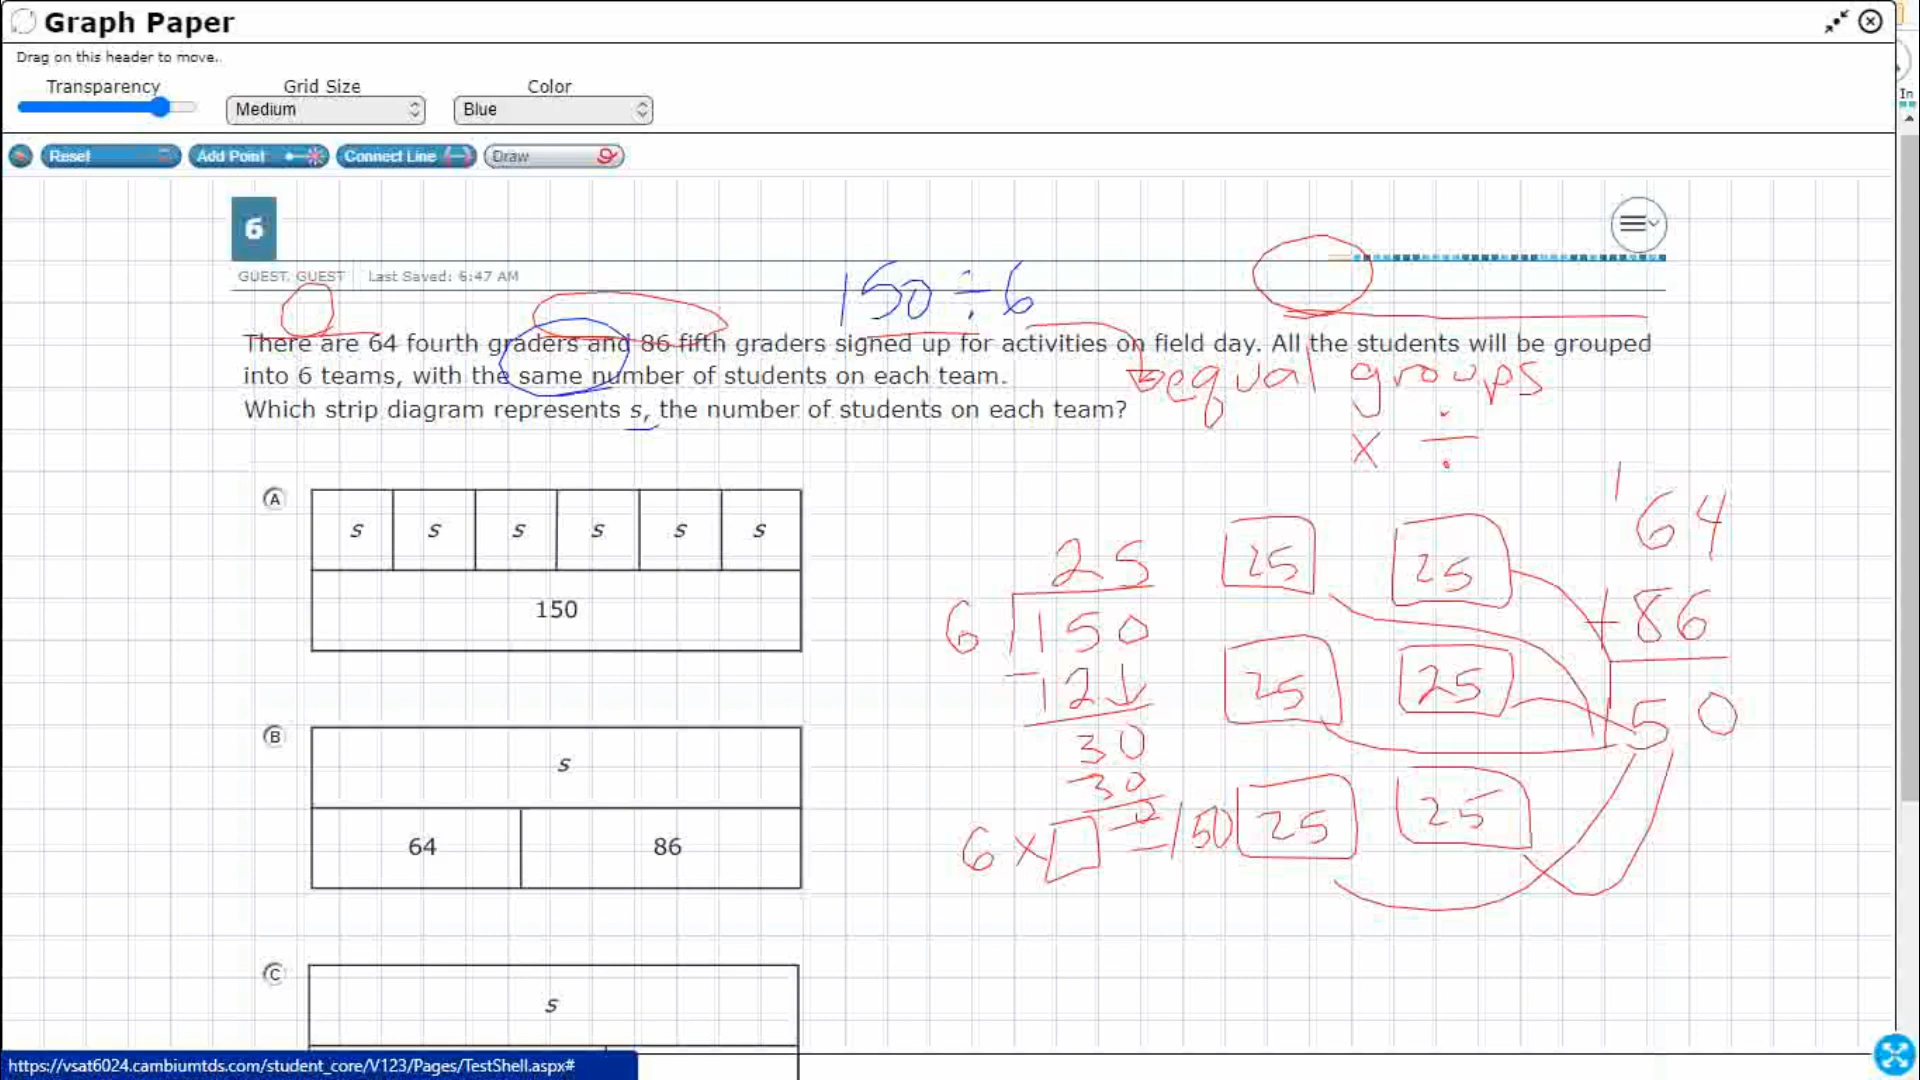 Graph Paper
Drag on this header to move..
Transparency Grid Size Color
Medium Blue
In
Reset Add Point Connect Line Draw
6
GUEST, GUEST Last Saved: 6:47 AM
150 ÷ 6
There are 64 fourth graders and 86 fifth graders signed up for activities on field day. All the students will be grouped
into 6 teams, with the same number of students on each team.
equal groups
Which strip diagram represents s, the number of students on each team?
× ÷
A
s s s s s s
150
B
s
64 86
C
s
25
6 150
-12
30
-30
0
6 × = 150
25 25
25 25
25 25
1
64
+86
150
https://vsat6024.cambiumtds.com/student_core/V123/Pages/TestShell.aspx#